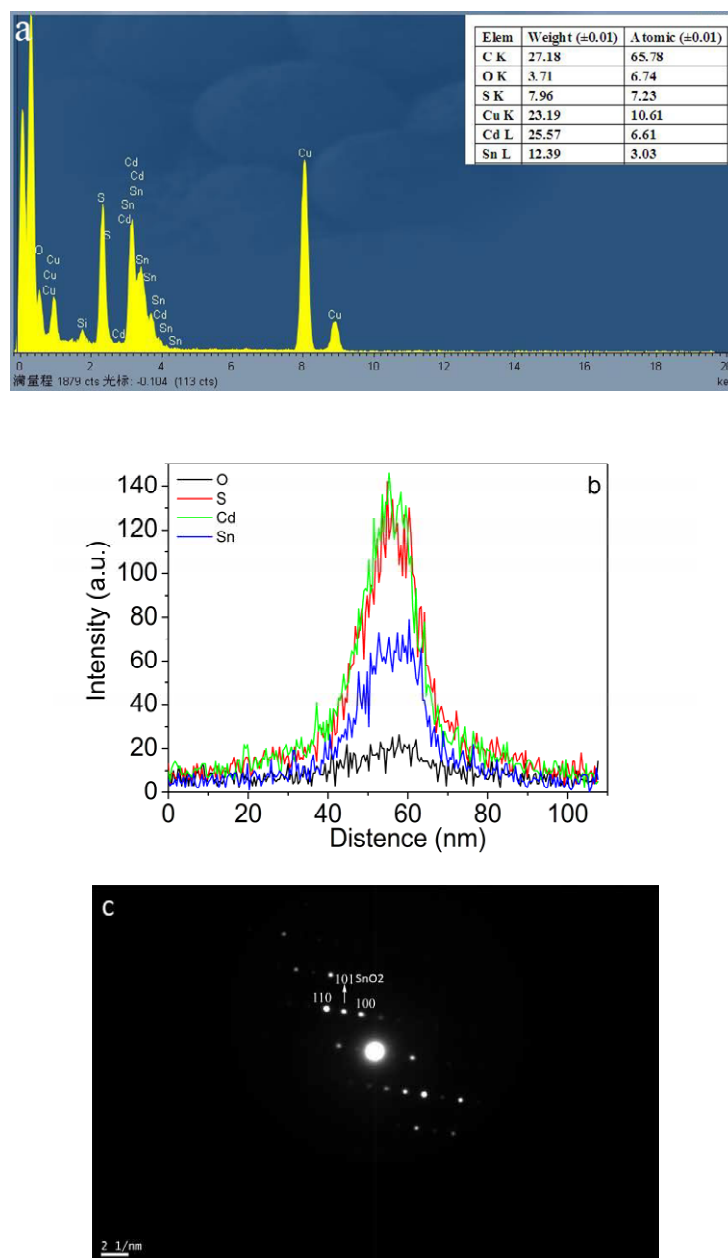 a
Elem Weight (±0.01) Atomic (±0.01)
C K 27.18 65.78
O K 3.71 6.74
S K 7.96 7.23
Cu K 23.19 10.61
Cd L 25.57 6.61
Sn L 12.39 3.03
Cd
Cd
Sn
Sn
Cd
S
S
O
Cu
Cu
Cu
Si
Cd
Sn
Sn
Sn
Cd
Sn
Sn
Cu
Cu
0 2 4 6 8 10 12 14 16 18 20
满量程 1879 cts 光标: -0.104 (113 cts) ke
b
O
S
Cd
Sn
Intensity (a.u.)
140
120
100
80
60
40
20
0
0 20 40 60 80 100
Distence (nm)
c
101 SnO2
110 100
2 1/nm